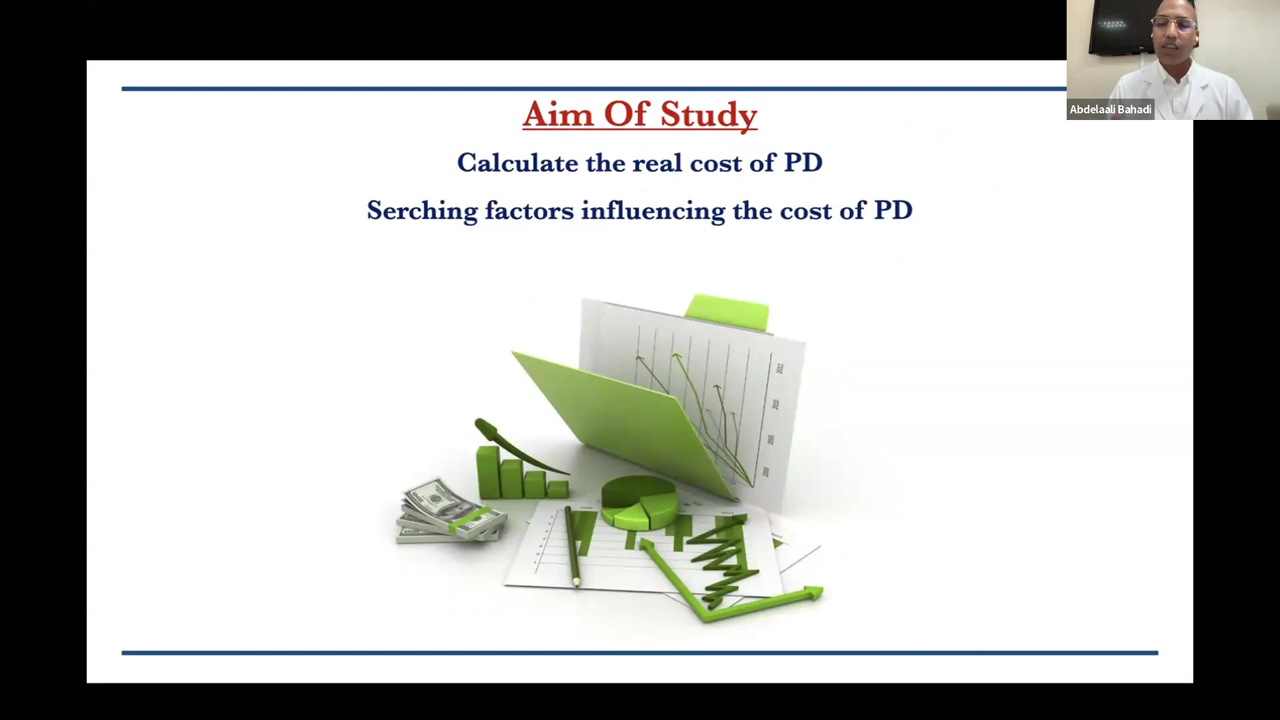 Aim Of Study
Calculate the real cost of PD
Serching factors influencing the cost of PD
Abdelaali Bahadi